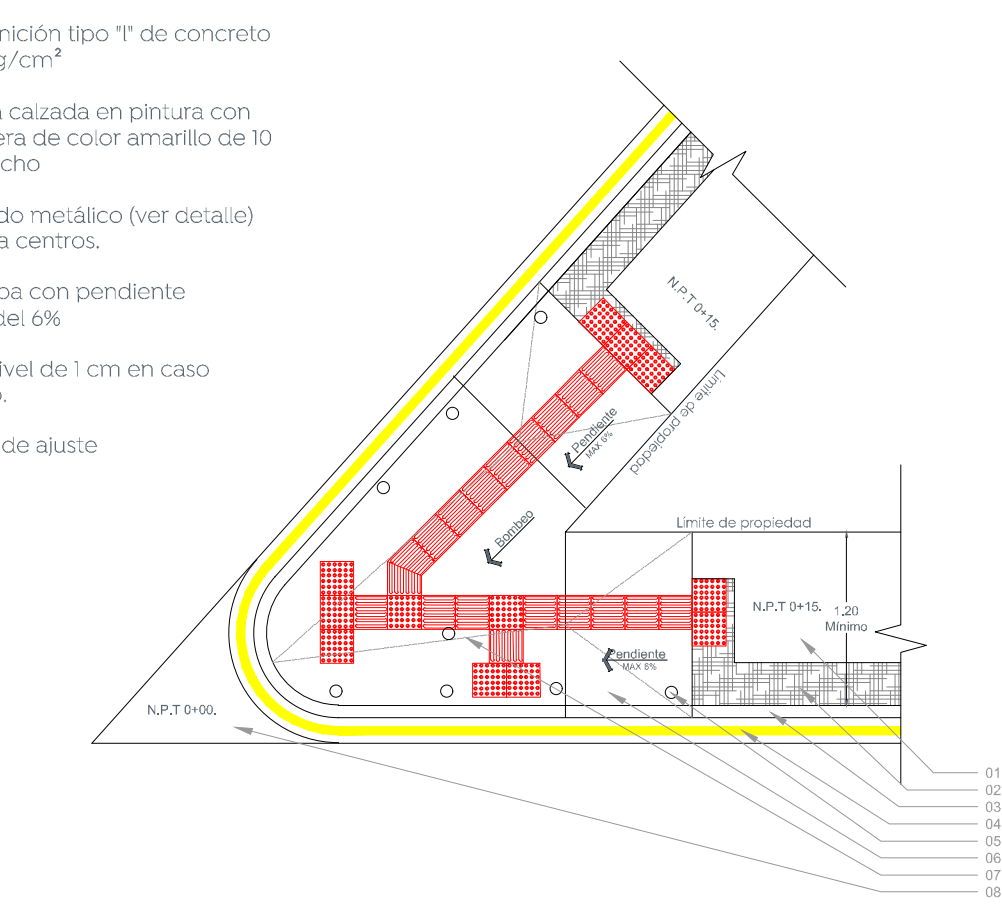 nición tipo "l" de concreto
g/cm²
calzada en pintura con
era de color amarillo de 10
cho
do metálico (ver detalle)
a centros.
ba con pendiente
del 6%
ivel de 1 cm en caso
de ajuste
N.P.T 0+15.
Límite de propiedad
Pendiente
MAX 6%
Bombeo
Límite de propiedad
N.P.T 0+15.
1.20
Mínimo
Pendiente
MAX 6%
N.P.T 0+00.
01
02
03
04
05
06
07
08